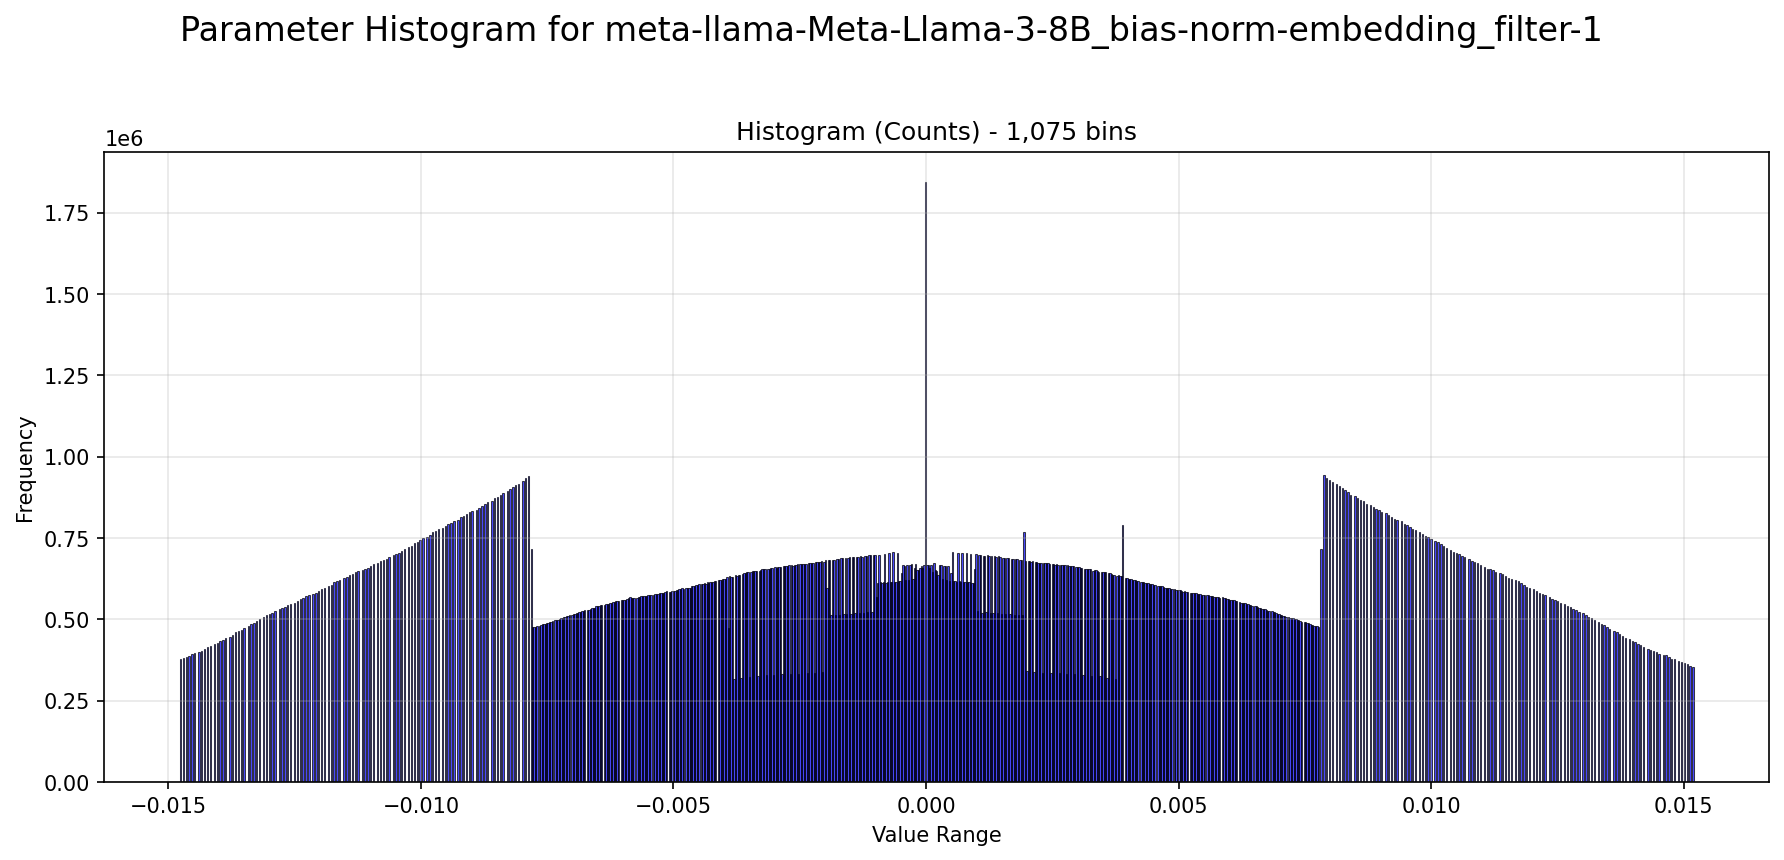 Parameter Histogram for meta-llama-Meta-Llama-3-8B_bias-norm-embedding_filter-1
Histogram (Counts) - 1,075 bins
1e6
1.75
1.50
1.25
1.00
0.75
0.50
0.25
0.00
Frequency
−0.015 −0.010 −0.005 0.000 0.005 0.010 0.015
Value Range